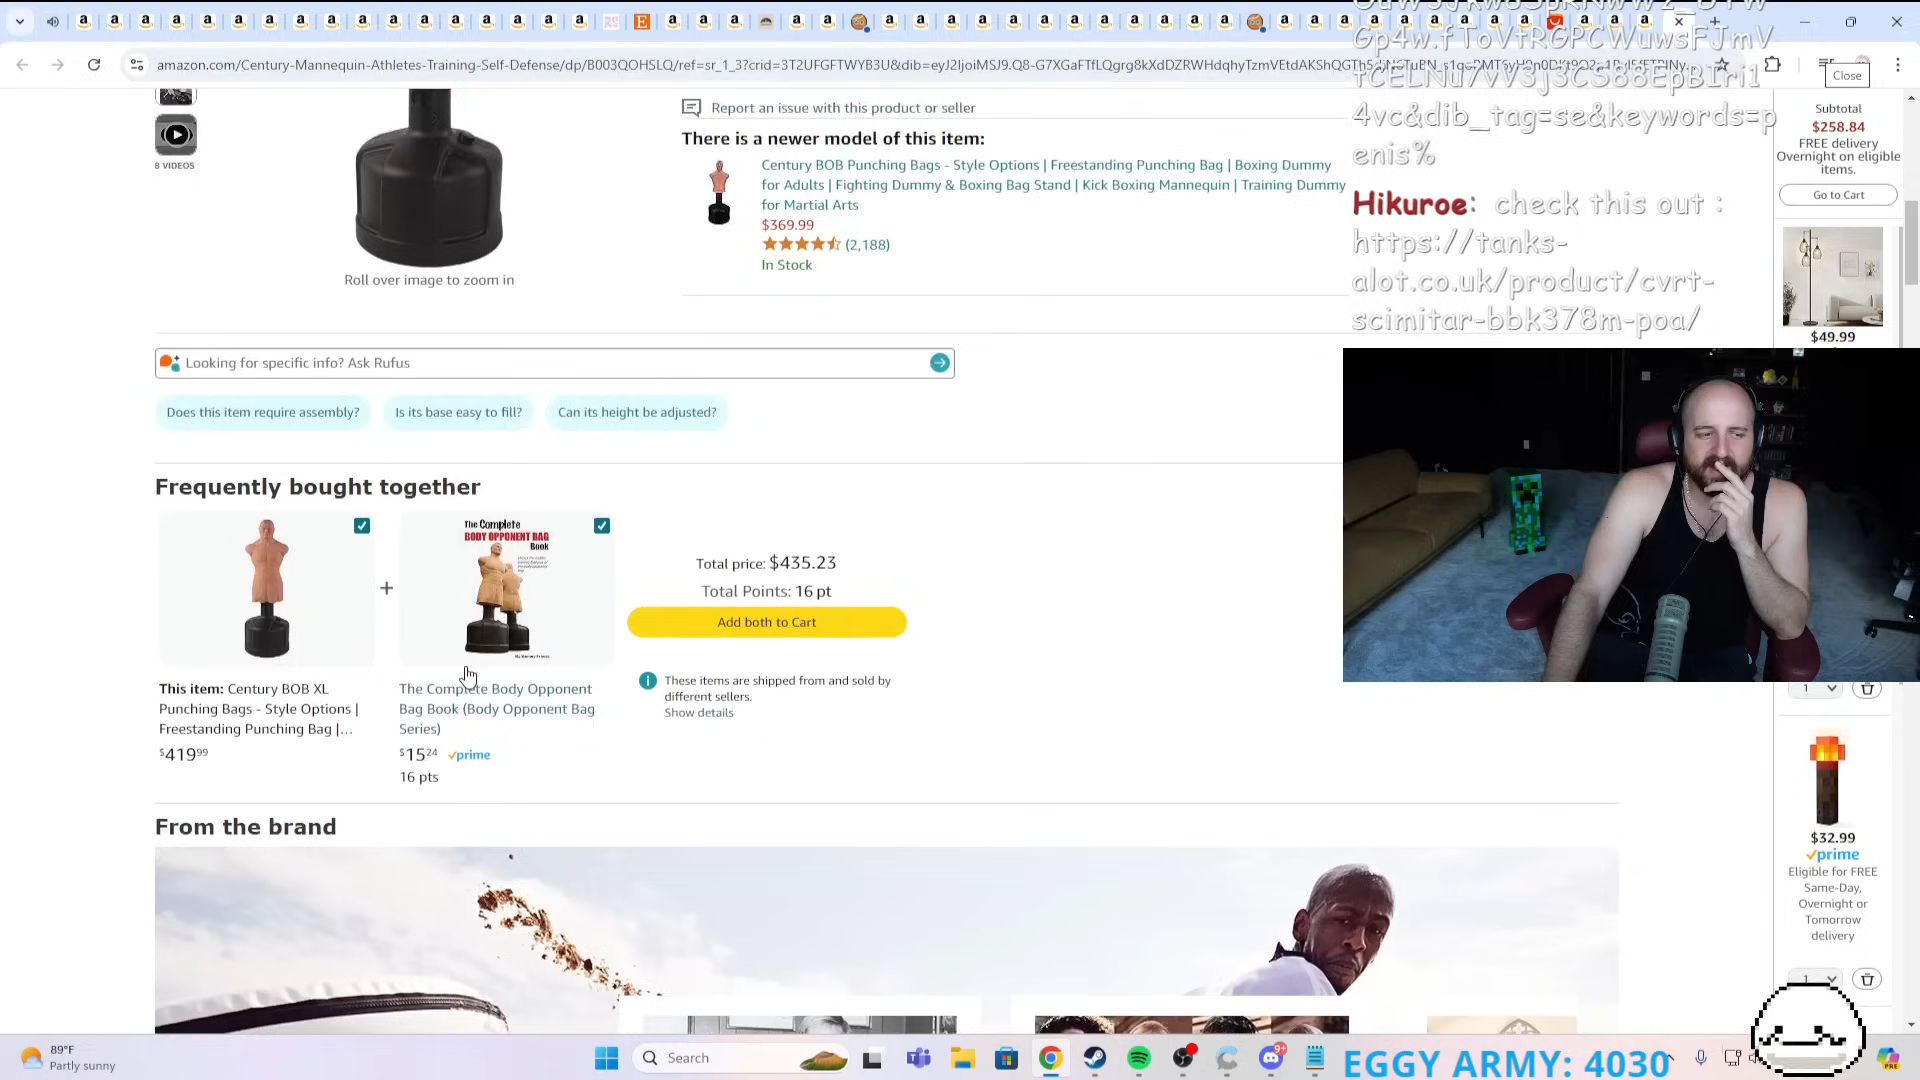 amazon.com/Century-Mannequin-Athletes-Training-Self-Defense/dp/B003QOHSLQ/ref=sr_1_3?crid=3T2UFGFTWYB3U&dib=
Gp4w.fToVtRGPCWuwsFJmV
tCELNu7vV3j3CS88EpB1ri1
4vc&dib_tag=se&keywords=p
enis%
Close
Hikuroe: check this out :
https://tanks-
alot.co.uk/product/cvrt-
scimitar-bbk378m-poa/
8 VIDEOS
Roll over image to zoom in
Report an issue with this product or seller
There is a newer model of this item:
Century BOB Punching Bags - Style Options | Freestanding Punching Bag | Boxing Dummy
for Adults | Fighting Dummy & Boxing Bag Stand | Kick Boxing Mannequin | Training Dummy
for Martial Arts
$369.99
(2,188)
In Stock
Subtotal
$258.84
FREE delivery
Overnight on eligible
items.
Go to Cart
$49.99
Looking for specific info? Ask Rufus
Does this item require assembly?
Is its base easy to fill?
Can its height be adjusted?
Frequently bought together
The Complete
BODY OPPONENT BAG
Book
+
This item: Century BOB XL
Punching Bags - Style Options |
Freestanding Punching Bag |...
$41999
The Complete Body Opponent
Bag Book (Body Opponent Bag
Series)
$1524 prime
16 pts
Total price: $435.23
Total Points: 16 pt
Add both to Cart
These items are shipped from and sold by
different sellers.
Show details
1
$32.99
prime
Eligible for FREE
Same-Day,
Overnight or
Tomorrow
delivery
1
From the brand
89°F
Partly sunny
Search
9+
EGGY ARMY: 4030